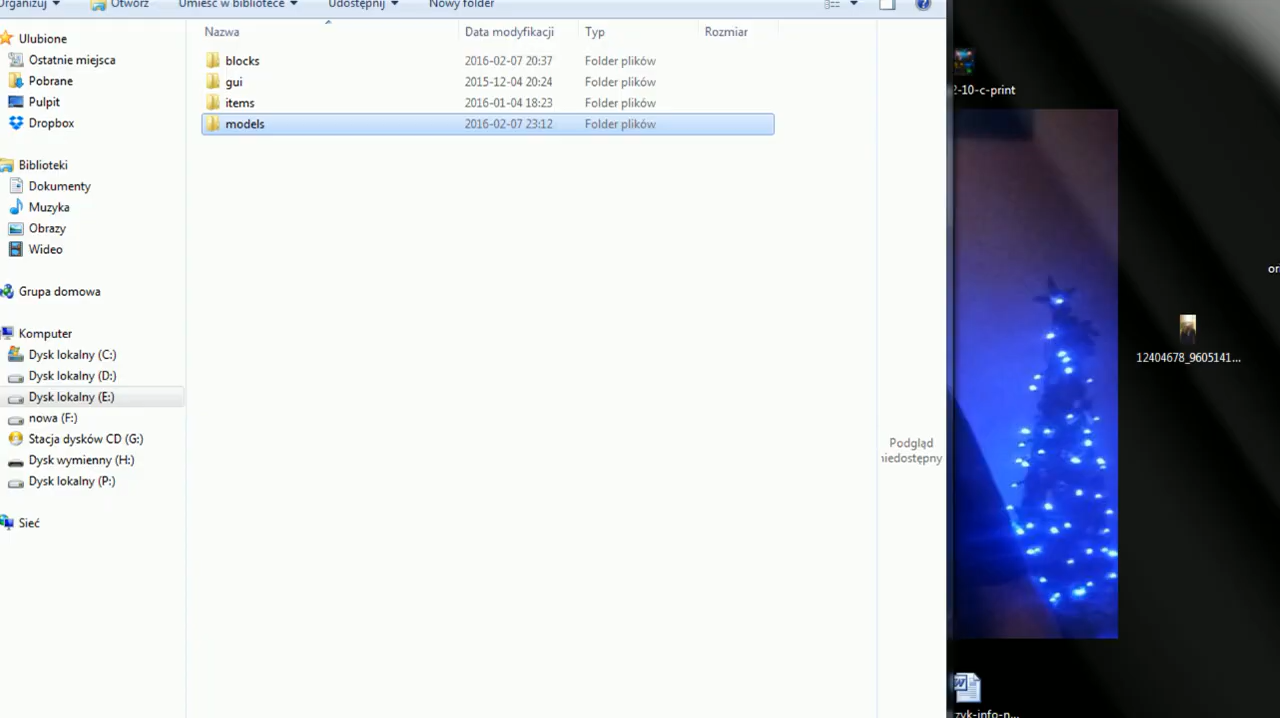 Organizuj
Otwórz
Umieść w bibliotece
Udostępnij
Nowy folder
Nazwa Data modyfikacji Typ Rozmiar
blocks 2016-02-07 20:37 Folder plików
gui 2015-12-04 20:24 Folder plików
items 2016-01-04 18:23 Folder plików
models 2016-02-07 23:12 Folder plików
Ulubione
Ostatnie miejsca
Pobrane
Pulpit
Dropbox
Biblioteki
Dokumenty
Muzyka
Obrazy
Wideo
Grupa domowa
Komputer
Dysk lokalny (C:)
Dysk lokalny (D:)
Dysk lokalny (E:)
nowa (F:)
Stacja dysków CD (G:)
Dysk wymienny (H:)
Dysk lokalny (P:)
Sieć
Podgląd
niedostępny
2-10-c-print
12404678_9605141...
ori
zyk-info-p...